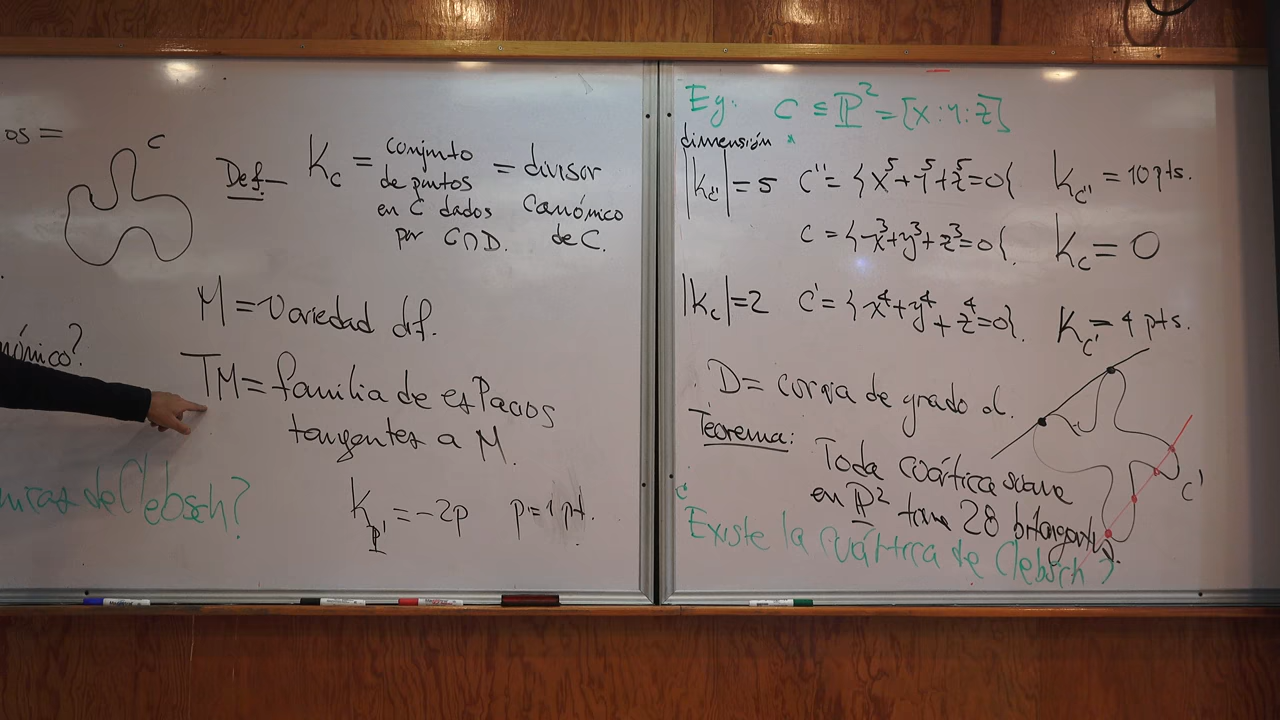 os =
C
Def.— K_C = conjunto de puntos en C dados por C∩D. = divisor canónico de C.
M = Variedad dif.
nónico?
TM = familia de espacios
tangentes a M.
de Clebsch?
K_P¹ = -2p p = 1 pt.
Eg: C ⊆ P² = [x:y:z]
dimensión
|K_C''| = 5 C'' = {x⁵+y⁵+z⁵=0} K_C'' = 10 pts.
C = {x³+y³+z³=0}. K_C = 0
|K_C'| = 2 C' = {x⁴+y⁴+z⁴=0}. K_C' = 4 pts.
D = curva de grado d.
Teorema: Toda cuártica suave
en P² tiene 28 bitangentes.
C'
¿Existe la cuártica de Clebsch?